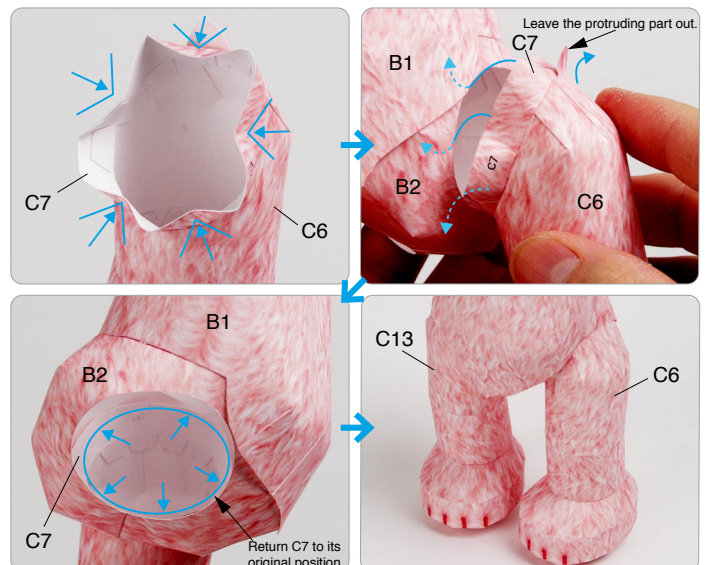 C7
C6
Leave the protruding part out.
C7
B1
C7
B2
C6
B1
B2
C7
Return C7 to its
original position
C13
C6